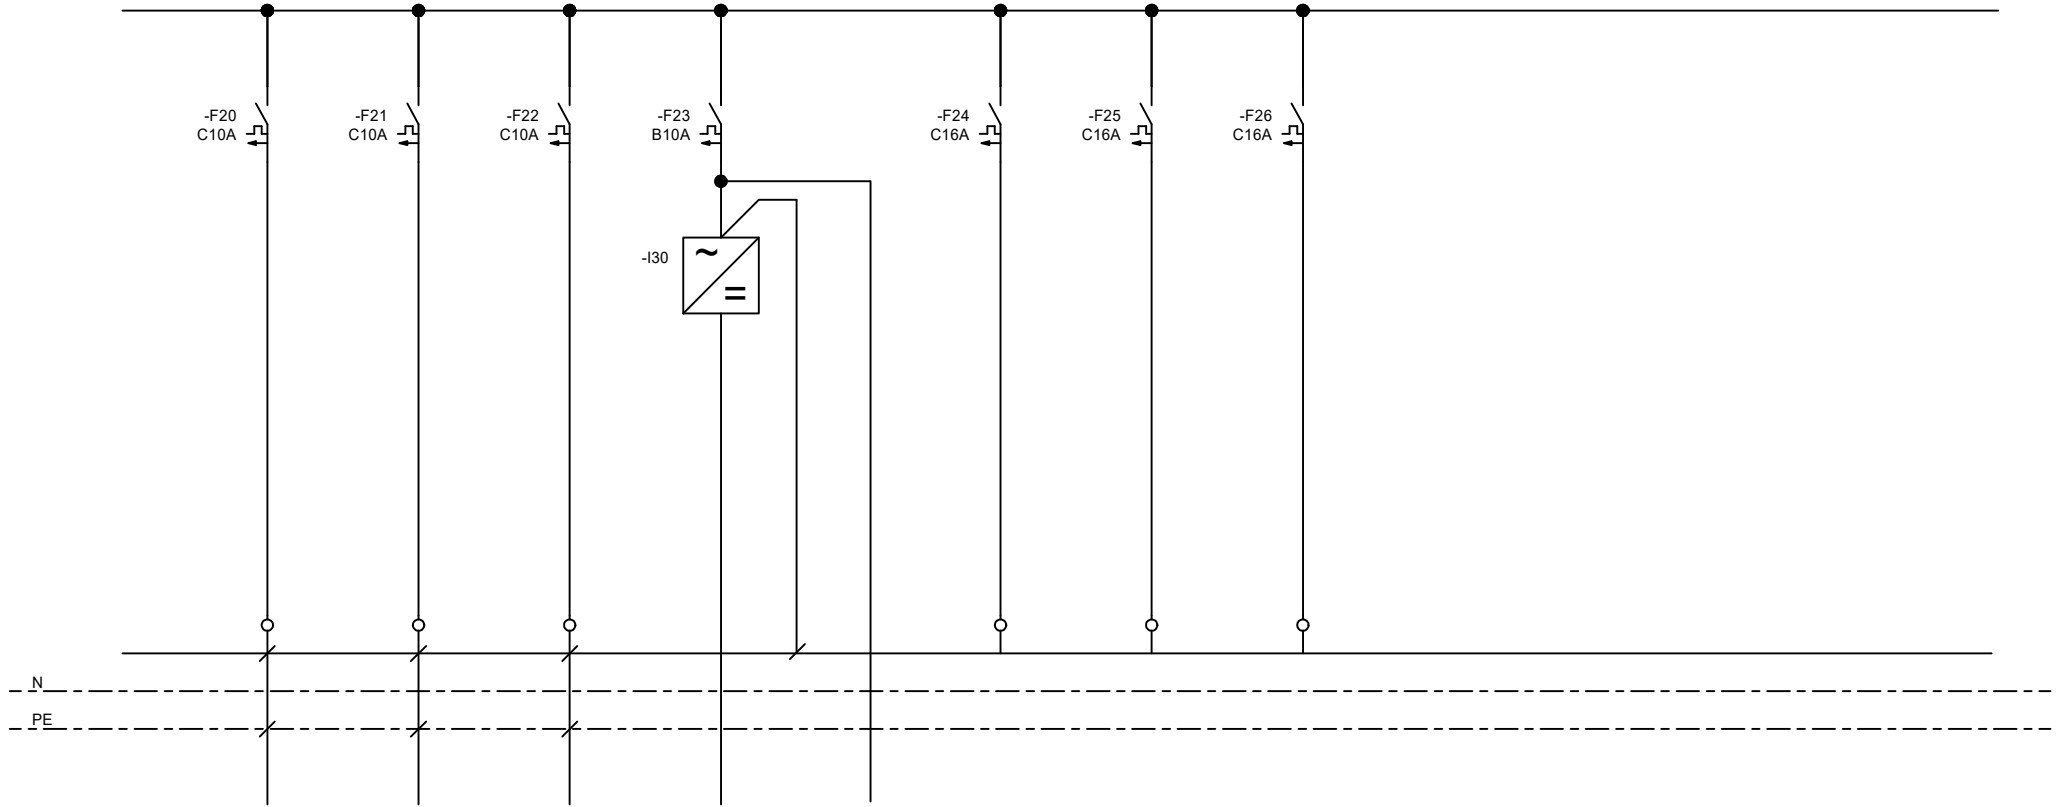 -F20
C10A
-F21
C10A
-F22
C10A
-F23
B10A
-F24
C16A
-F25
C16A
-F26
C16A
-I30
~
=
N
PE